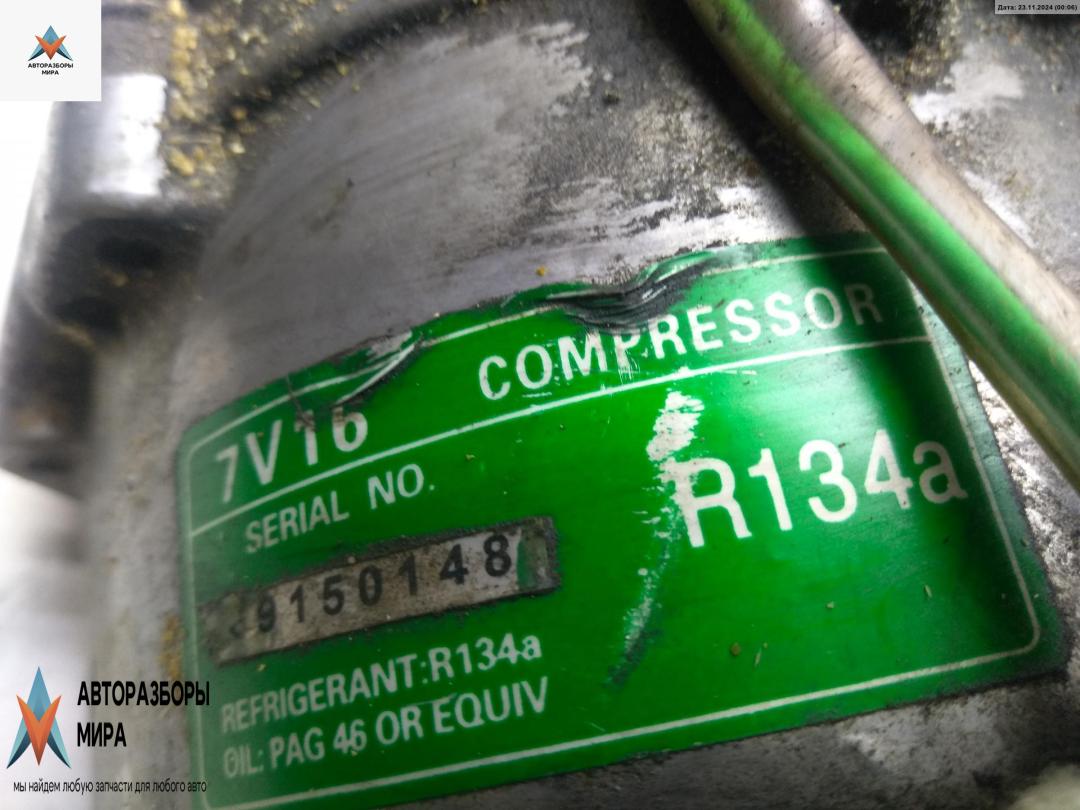 Дата: 23.11.2024 (00:06)
АВТОРАЗБОРЫ
МИРА
7V16 COMPRESSOR
SERIAL NO.
9150148
R134a
REFRIGERANT:R134a
OIL: PAG 46 OR EQUIV
АВТОРАЗБОРЫ
МИРА
мы найдем любую запчасти для любого авто